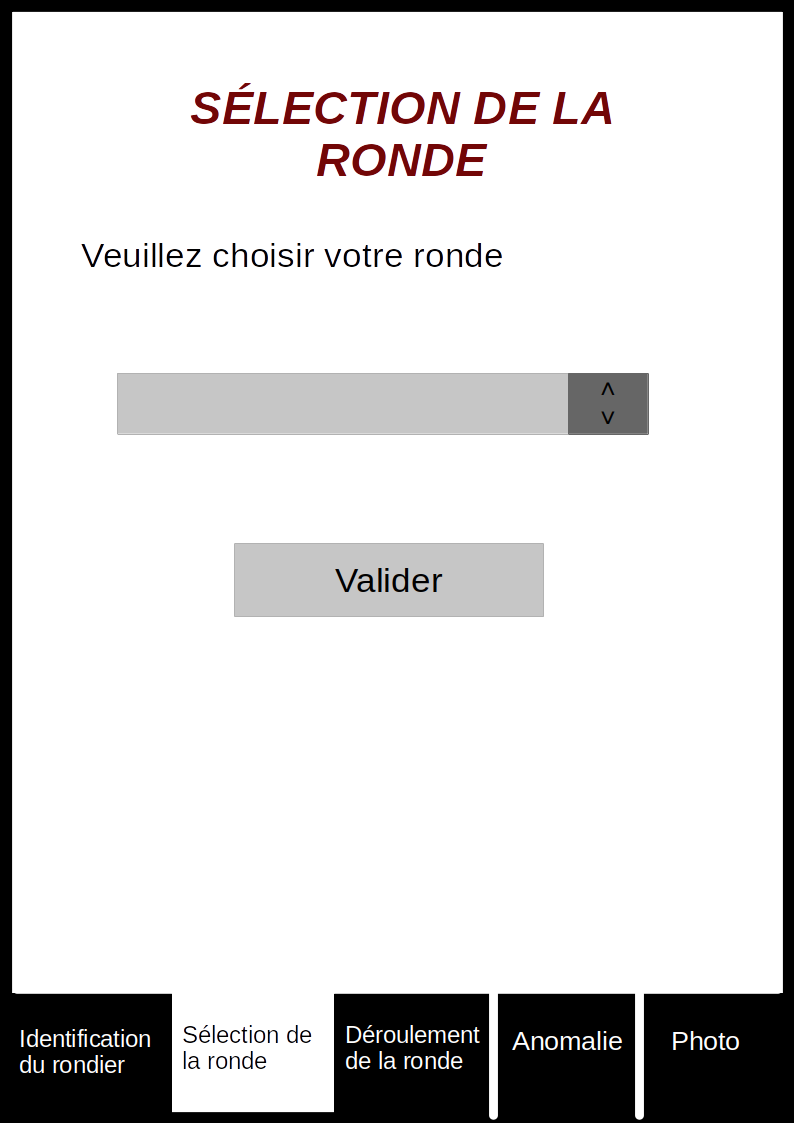 SÉLECTION DE LA
RONDE
Veuillez choisir votre ronde
^
v
Valider
Identification
du rondier
Sélection de
la ronde
Déroulement
de la ronde
Anomalie
Photo